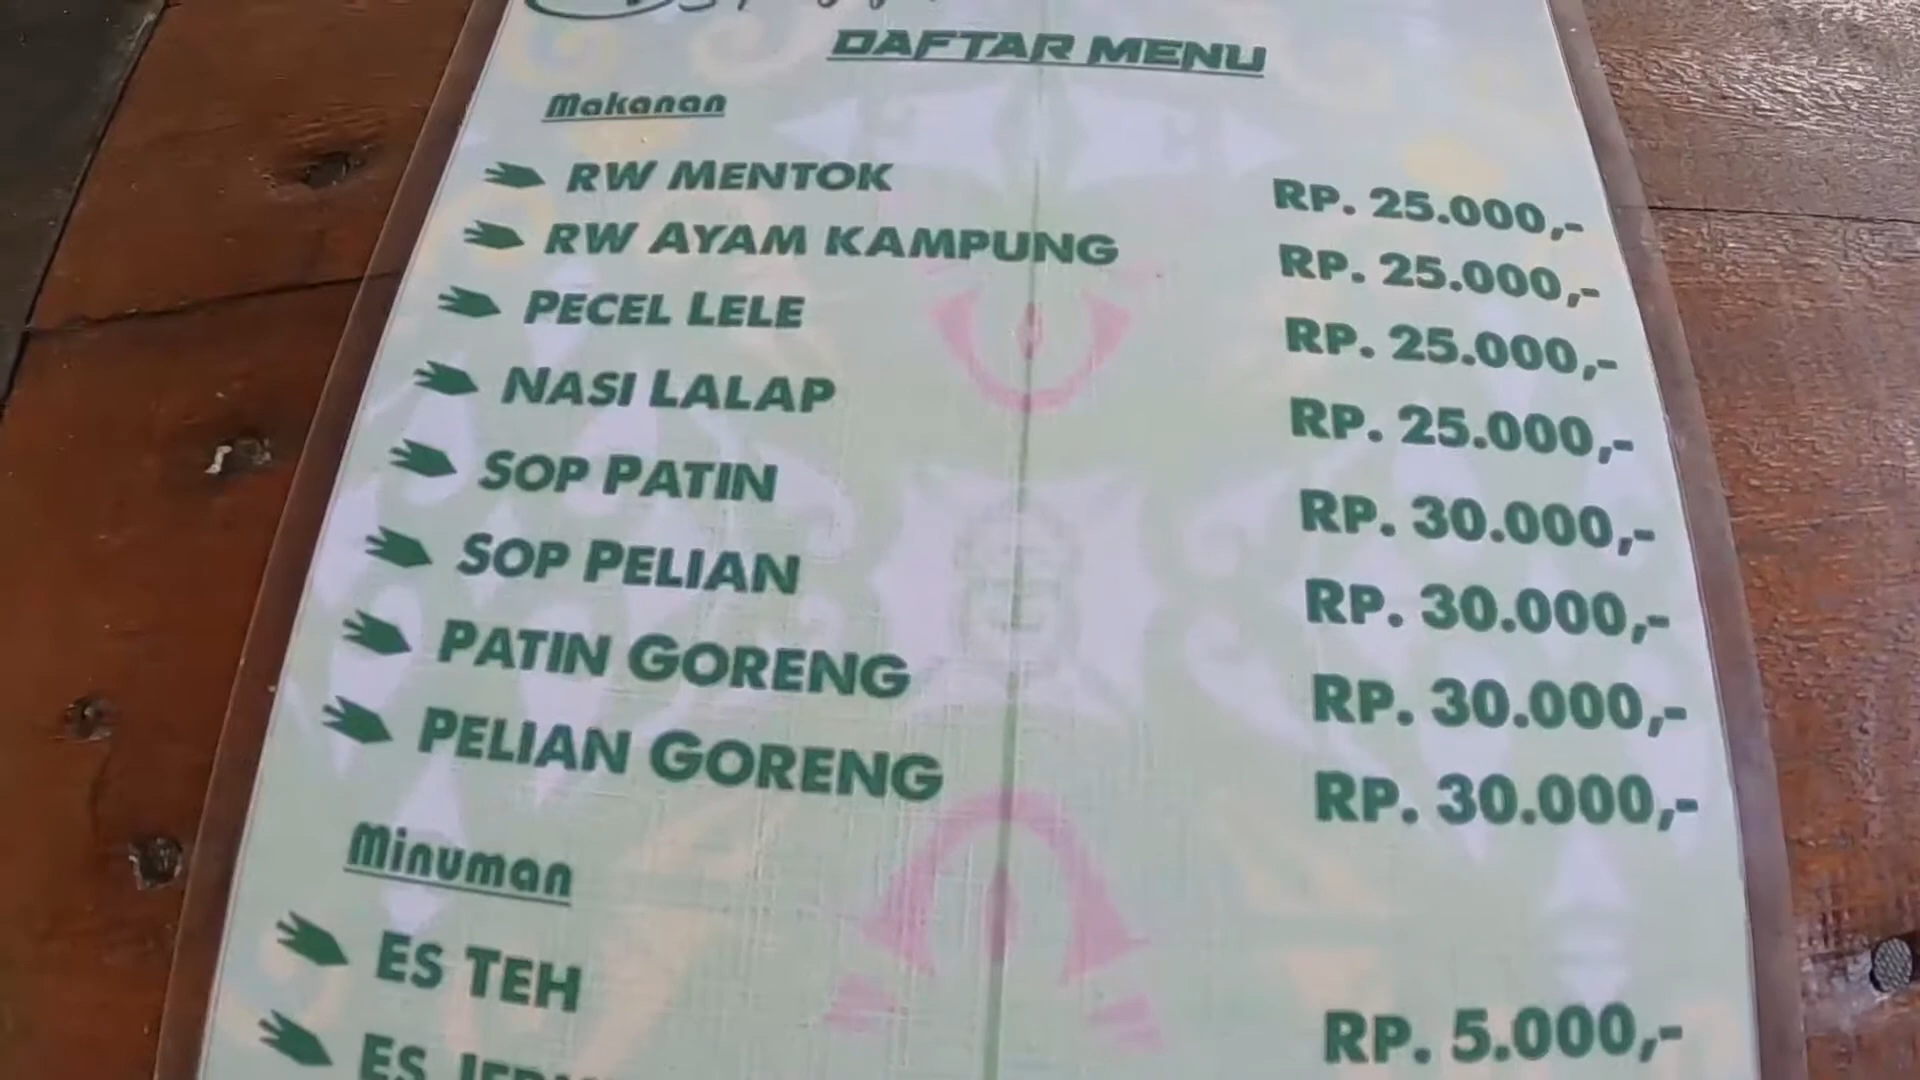 DAFTAR MENU
Makanan
RW MENTOK RP. 25.000,-
RW AYAM KAMPUNG RP. 25.000,-
PECEL LELE RP. 25.000,-
NASI LALAP RP. 25.000,-
SOP PATIN RP. 30.000,-
SOP PELIAN RP. 30.000,-
PATIN GORENG RP. 30.000,-
PELIAN GORENG RP. 30.000,-
Minuman
ES TEH RP. 5.000,-
ES